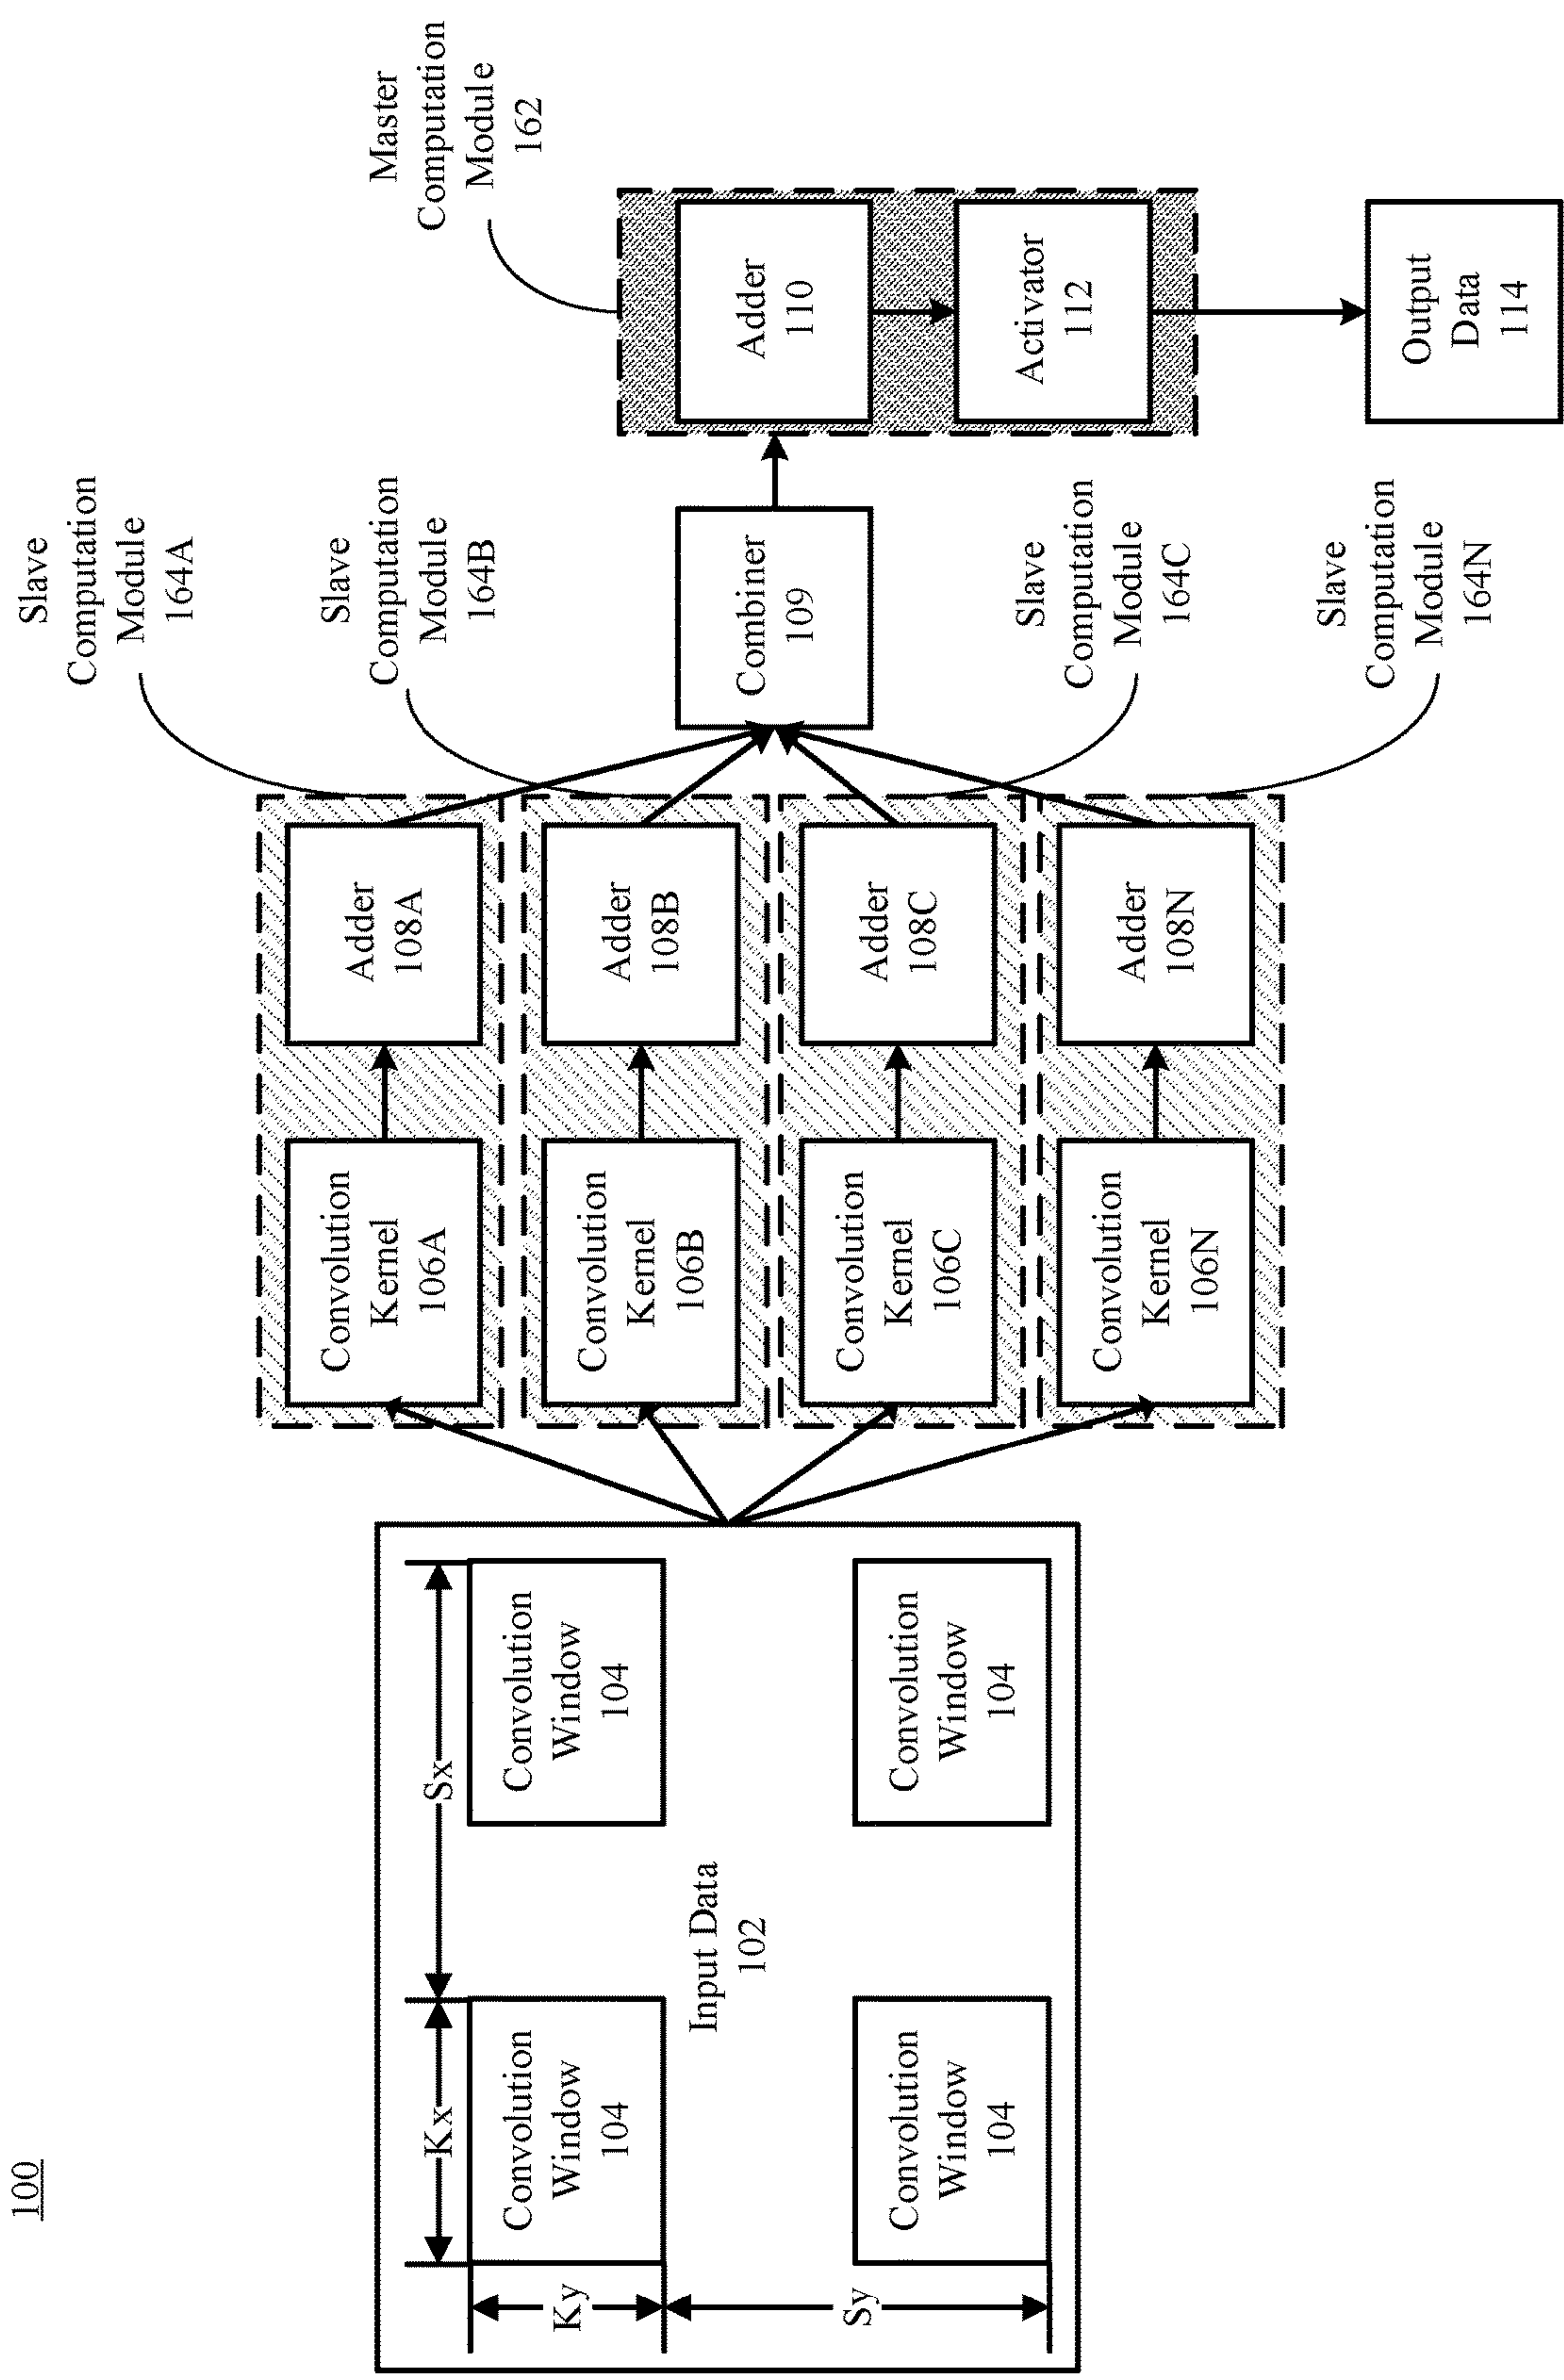 100
Kx
Sx
Ky
Sy
Convolution
Window
104
Convolution
Window
104
Input Data
102
Convolution
Window
104
Convolution
Window
104
Convolution
Kernel
106A
Adder
108A
Slave
Computation
Module
164A
Convolution
Kernel
106B
Adder
108B
Slave
Computation
Module
164B
Convolution
Kernel
106C
Adder
108C
Slave
Computation
Module
164C
Convolution
Kernel
106N
Adder
108N
Slave
Computation
Module
164N
Combiner
109
Master
Computation
Module
162
Adder
110
Activator
112
Output
Data
114